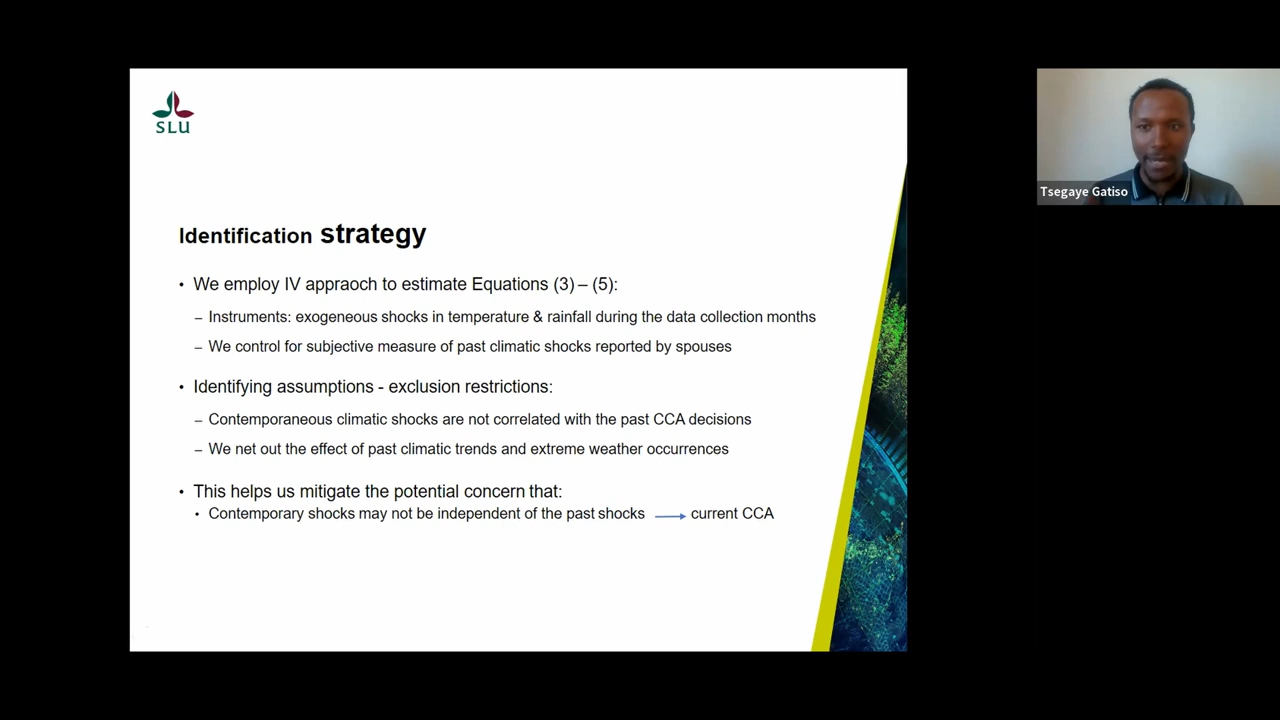 SLU
Identification strategy
• We employ IV appraoch to estimate Equations (3) – (5):
– Instruments: exogeneous shocks in temperature & rainfall during the data collection months
– We control for subjective measure of past climatic shocks reported by spouses
• Identifying assumptions - exclusion restrictions:
– Contemporaneous climatic shocks are not correlated with the past CCA decisions
– We net out the effect of past climatic trends and extreme weather occurrences
• This helps us mitigate the potential concern that:
• Contemporary shocks may not be independent of the past shocks → current CCA
Tsegaye Gatiso